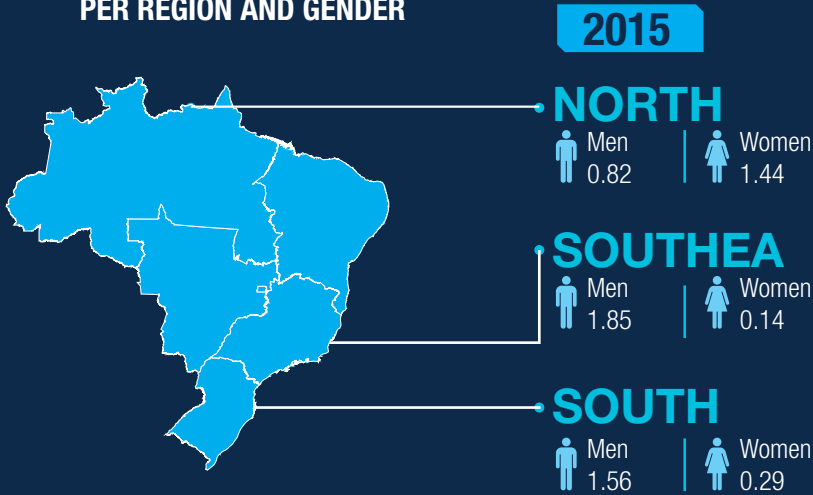 PER REGION AND GENDER
2015
NORTH
Men
0.82
Women
1.44
SOUTHEA
Men
1.85
Women
0.14
SOUTH
Men
1.56
Women
0.29